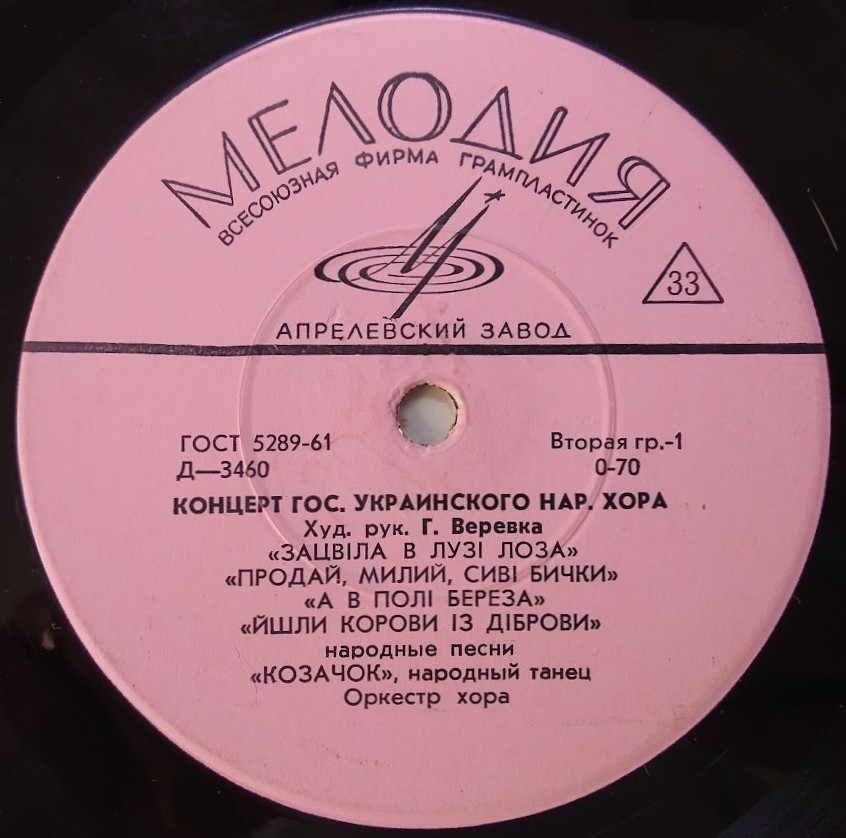 МЕЛОДИЯ
ВСЕСОЮЗНАЯ ФИРМА ГРАМПЛАСТИНОК
33
АПРЕЛЕВСКИЙ ЗАВОД
ГОСТ 5289-61 Вторая гр.-1
Д—3460 0-70
КОНЦЕРТ ГОС. УКРАИНСКОГО НАР. ХОРА
Худ. рук. Г. Веревка
«ЗАЦВІЛА В ЛУЗІ ЛОЗА»
«ПРОДАЙ, МИЛИЙ, СИВІ БИЧКИ»
«А В ПОЛІ БЕРЕЗА»
«ЙШЛИ КОРОВИ ІЗ ДІБРОВИ»
народные песни
«КОЗАЧОК», народный танец
Оркестр хора